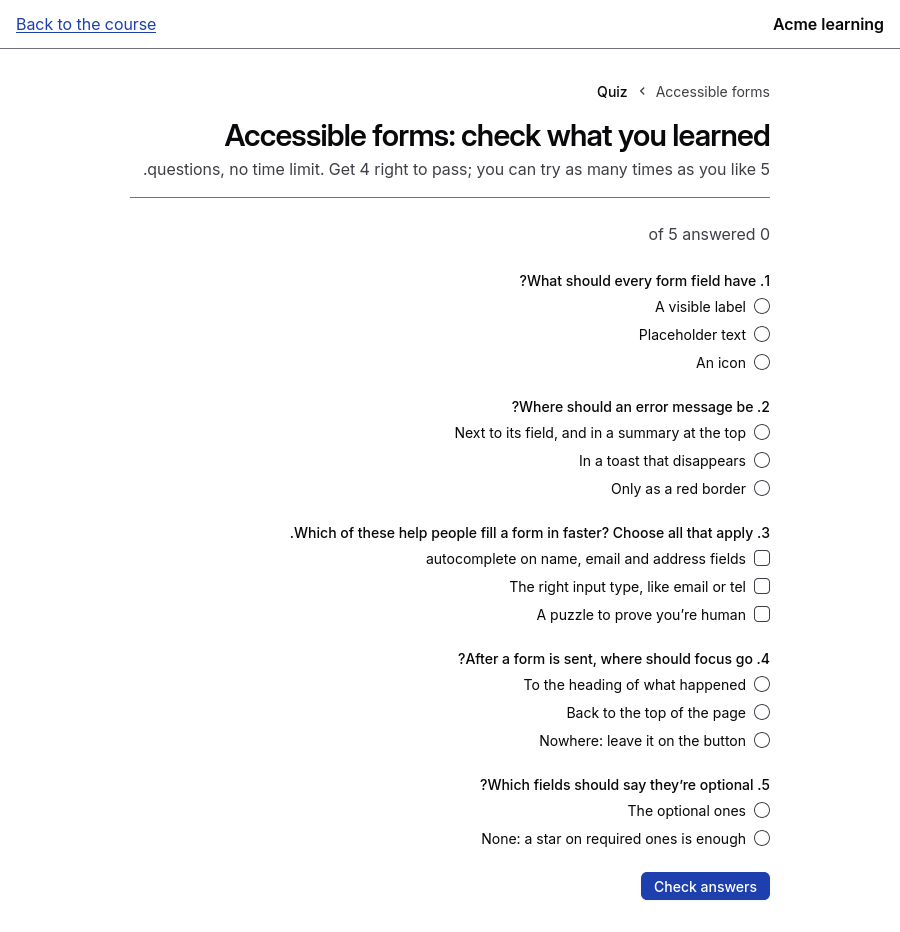 Acme learning
Back to the course
Accessible forms
Quiz
Accessible forms: check what you learned
5 questions, no time limit. Get 4 right to pass; you can try as many times as you like.
0 of 5 answered
1. What should every form field have?
A visible label
Placeholder text
An icon
2. Where should an error message be?
Next to its field, and in a summary at the top
In a toast that disappears
Only as a red border
3. Which of these help people fill a form in faster? Choose all that apply.
autocomplete on name, email and address fields
The right input type, like email or tel
A puzzle to prove you’re human
4. After a form is sent, where should focus go?
To the heading of what happened
Back to the top of the page
Nowhere: leave it on the button
5. Which fields should say they’re optional?
The optional ones
None: a star on required ones is enough
Check answers